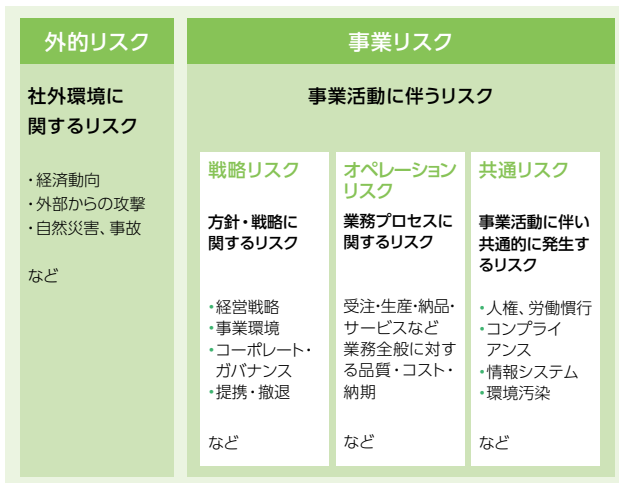 外的リスク
社外環境に
関するリスク
・経済動向
・外部からの攻撃
・自然災害、事故
など
事業リスク
事業活動に伴うリスク
戦略リスク
方針・戦略に
関するリスク
・経営戦略
・事業環境
・コーポレート・
ガバナンス
・提携・撤退
など
オペレーション
リスク
業務プロセスに
関するリスク
受注・生産・納品・
サービスなど
業務全般に対す
る品質・コスト・
納期
など
共通リスク
事業活動に伴い
共通的に発生す
るリスク
・人権、労働慣行
・コンプライ
アンス
・情報システム
・環境汚染
など